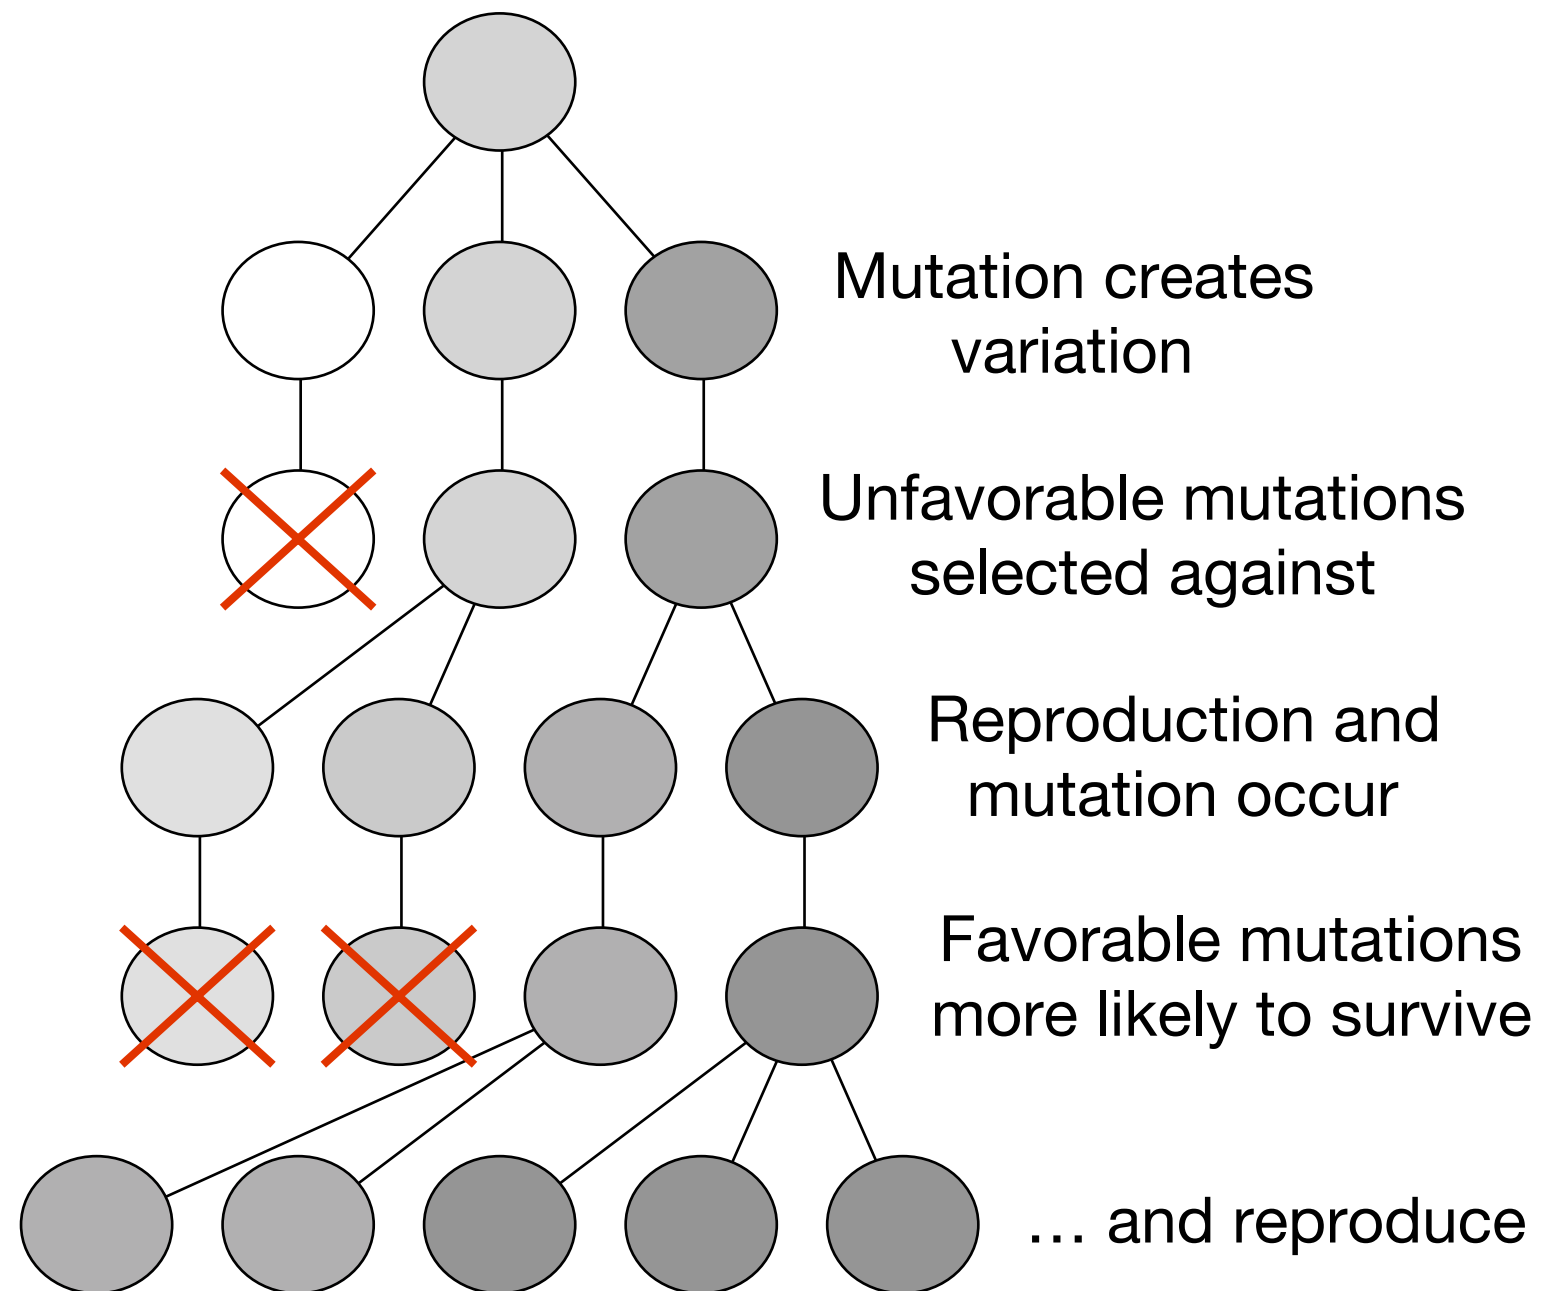 Mutation creates
variation
Unfavorable mutations
selected against
Reproduction and
mutation occur
Favorable mutations
more likely to survive
... and reproduce